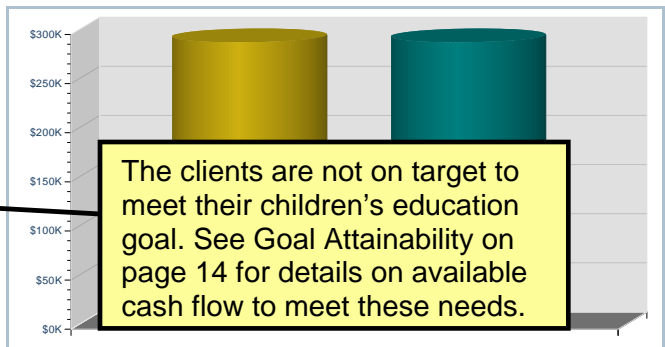 $300K
$250K
$200K
$150K
$100K
$50K
$0K
The clients are not on target to
meet their children’s education
goal. See Goal Attainability on
page 14 for details on available
cash flow to meet these needs.